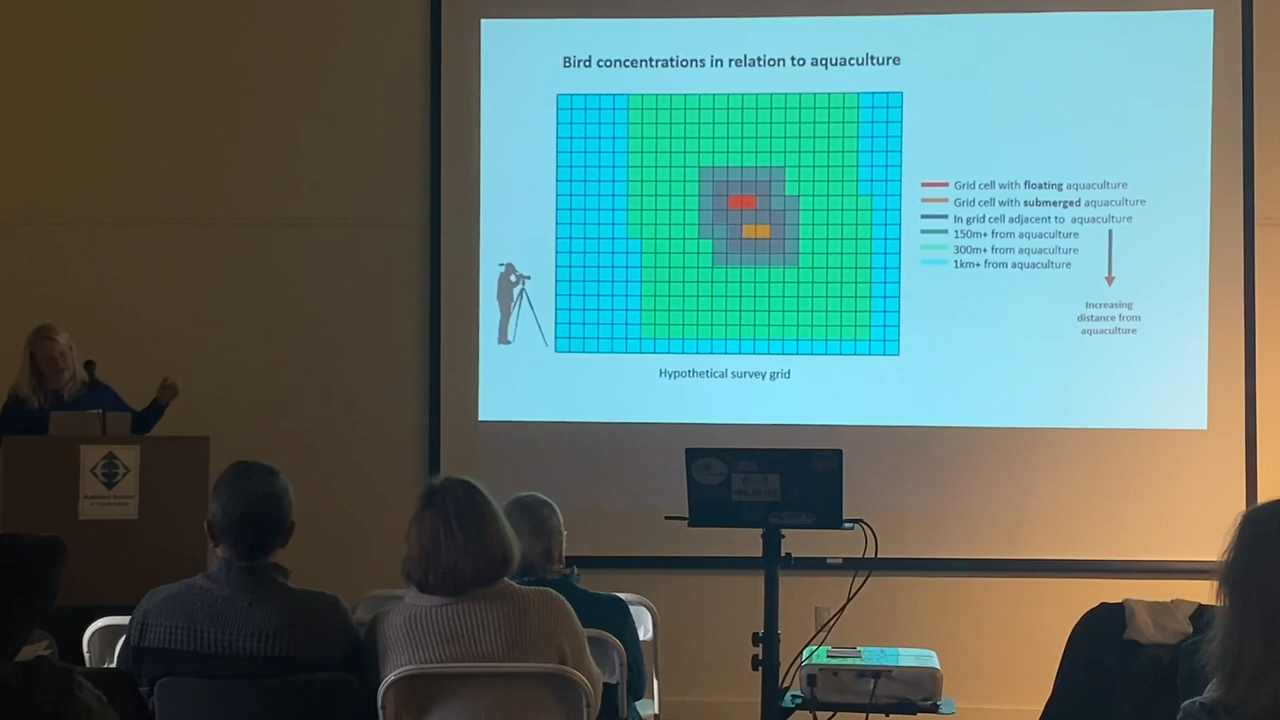 Bird concentrations in relation to aquaculture
Grid cell with floating aquaculture
Grid cell with submerged aquaculture
In grid cell adjacent to aquaculture
150m+ from aquaculture
300m+ from aquaculture
1km+ from aquaculture
Increasing
distance from
aquaculture
Hypothetical survey grid